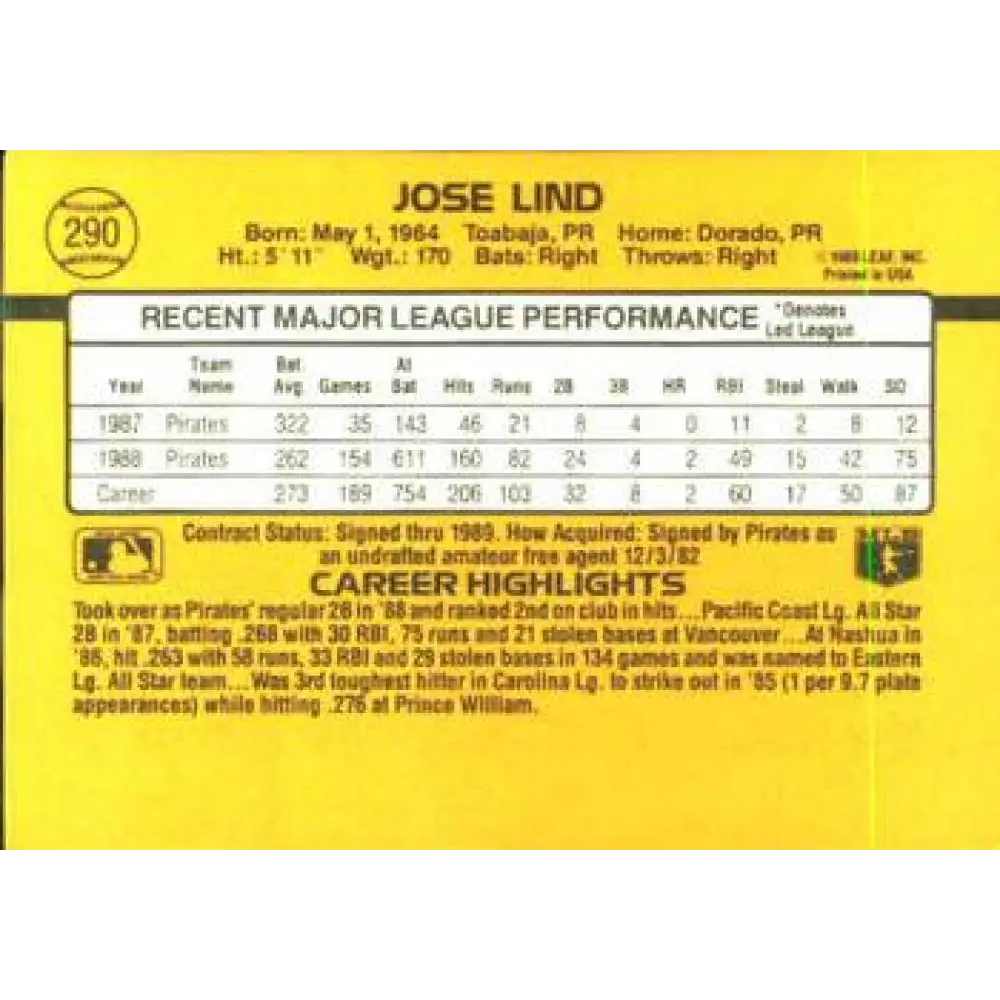 290
JOSE LIND
Born: May 1, 1964 Toabaja, PR Home: Dorado, PR
Ht.: 5'11" Wgt.: 170 Bats: Right Throws: Right
© 1989 LEAF, INC.
Printed in USA
RECENT MAJOR LEAGUE PERFORMANCE *Denotes Led League
Year Team Name Bat Avg Games At Bat Hits Runs 2B 3B HR RBI Steal Walk SO
1987 Pirates 322 35 143 46 21 8 4 0 11 2 8 12
1988 Pirates 262 154 611 160 82 24 4 2 49 15 42 75
Career 273 189 754 206 103 32 8 2 60 17 50 87
Contract Status: Signed thru 1989. How Acquired: Signed by Pirates as
an undrafted amateur free agent 12/3/82
CAREER HIGHLIGHTS
Took over as Pirates' regular 2B in '88 and ranked 2nd on club in hits...Pacific Coast Lg. All Star
2B in '87, batting .268 with 30 RBI, 75 runs and 21 stolen bases at Vancouver...At Nashua in
'86, hit .263 with 58 runs, 33 RBI and 29 stolen bases in 134 games and was named to Eastern
Lg. All Star team...Was 3rd toughest hitter in Carolina Lg. to strike out in '85 (1 per 9.7 plate
appearances) while hitting .276 at Prince William.